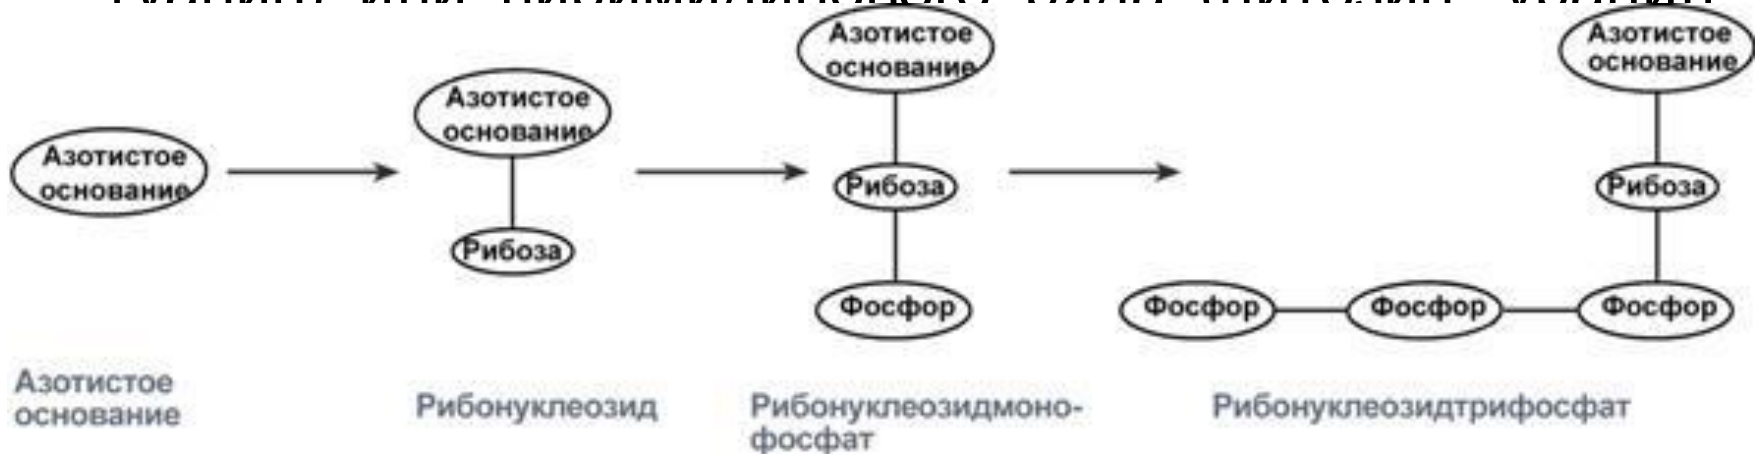 Азотистое
основание
Азотистое
основание
Рибоза
Азотистое
основание
Рибоза
Фосфор
Азотистое
основание
Рибоза
Фосфор
Фосфор
Фосфор
Азотистое
основание
Рибонуклеозид
Рибонуклеозидмоно-
фосфат
Рибонуклеозидтрифосфат